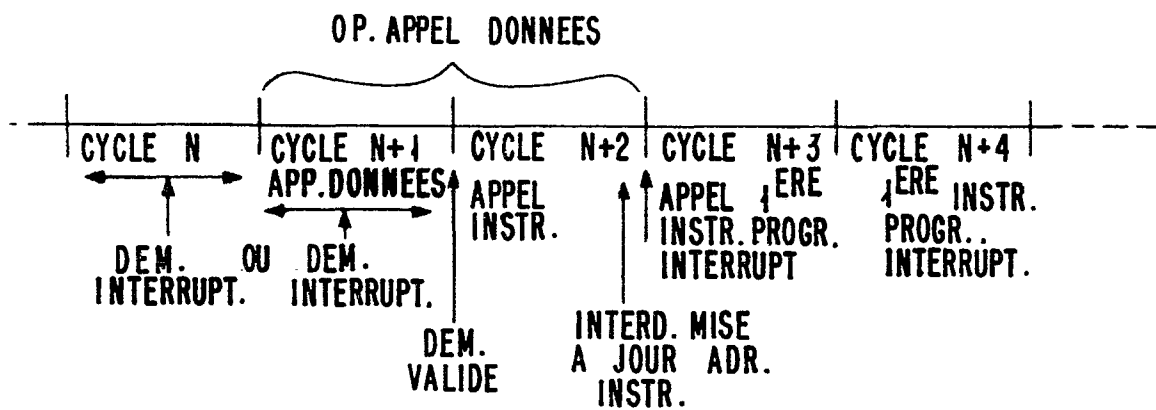 OP. APPEL DONNEES
CYCLE N
CYCLE N+1
APP. DONNEES
CYCLE N+2
APPEL
INSTR.
CYCLE N+3
APPEL 1ERE
INSTR. PROGR.
INTERRUPT
CYCLE N+4
1ERE INSTR.
PROGR..
INTERRUPT.
DEM.
INTERRUPT.
OU
DEM.
INTERRUPT.
DEM.
VALIDE
INTERD. MISE
A JOUR ADR.
INSTR.